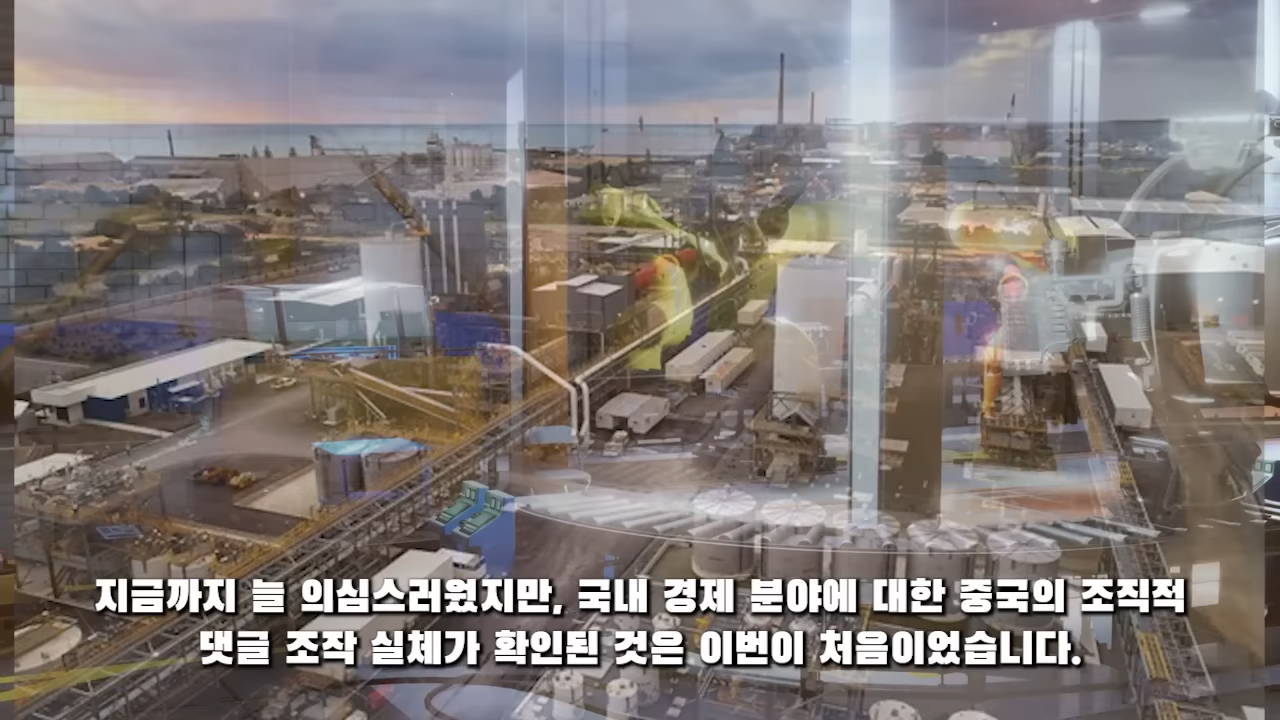 지금까지 늘 의심스러웠지만, 국내 경제 분야에 대한 중국의 조직적
댓글 조작 실체가 확인된 것은 이번이 처음이었습니다.